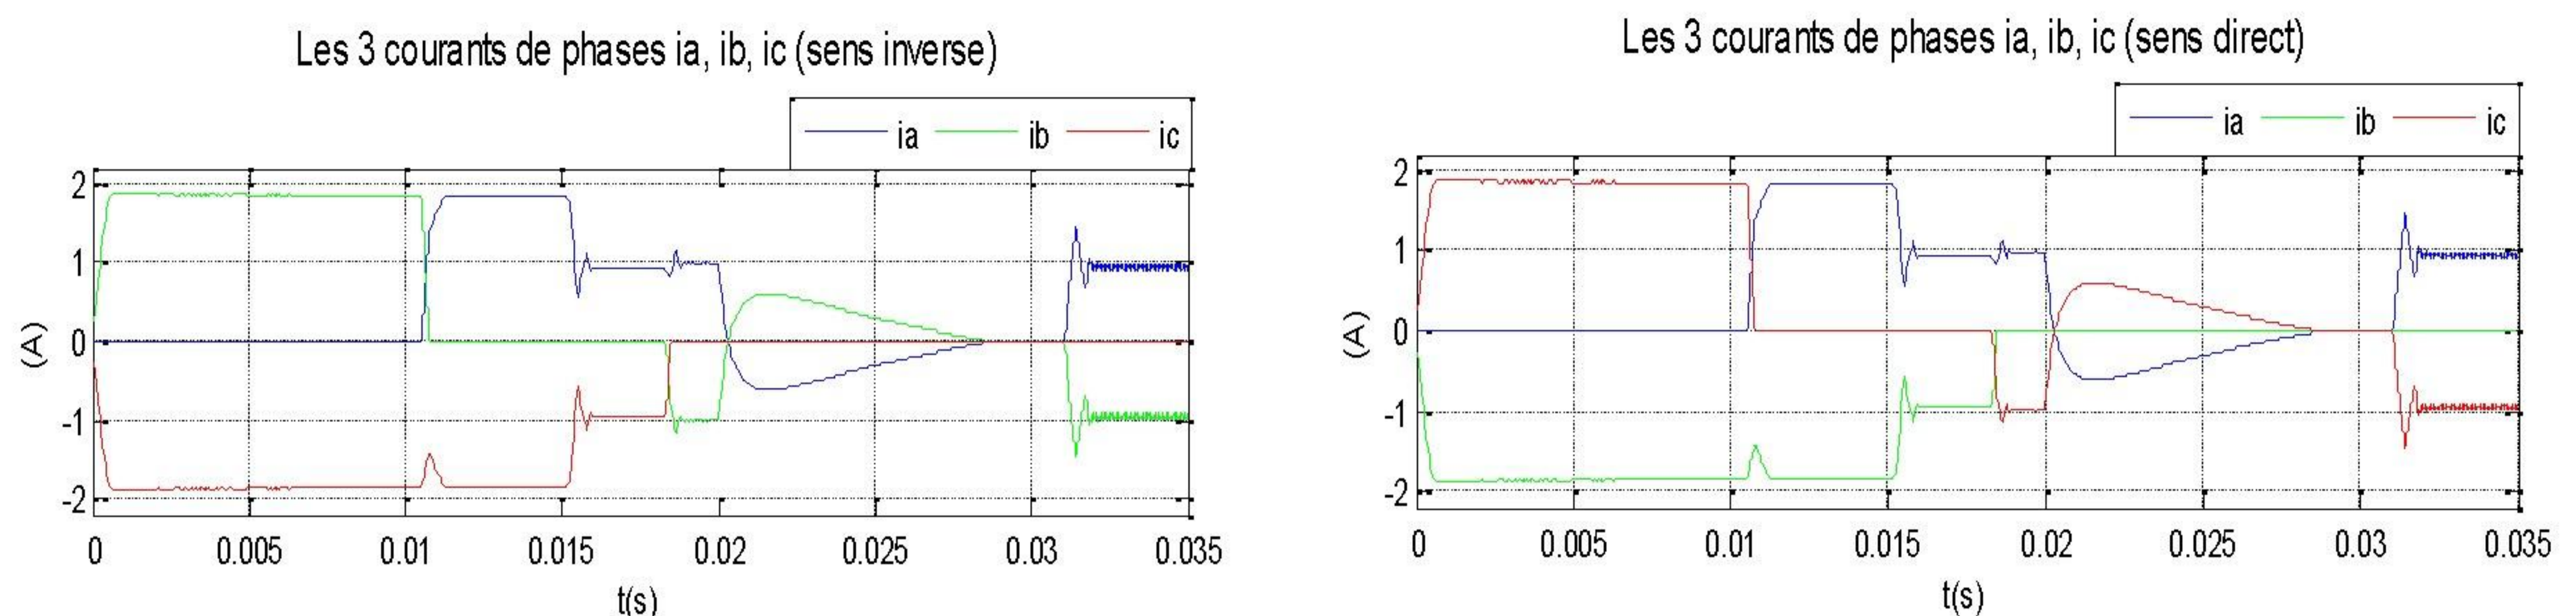 Les 3 courants de phases ia, ib, ic (sens inverse)
ia ib ic
2
1
0
-1
-2
(A)
0 0.005 0.01 0.015 0.02 0.025 0.03 0.035
t(s)
Les 3 courants de phases ia, ib, ic (sens direct)
ia ib ic
2
1
0
-1
-2
(A)
0 0.005 0.01 0.015 0.02 0.025 0.03 0.035
t(s)